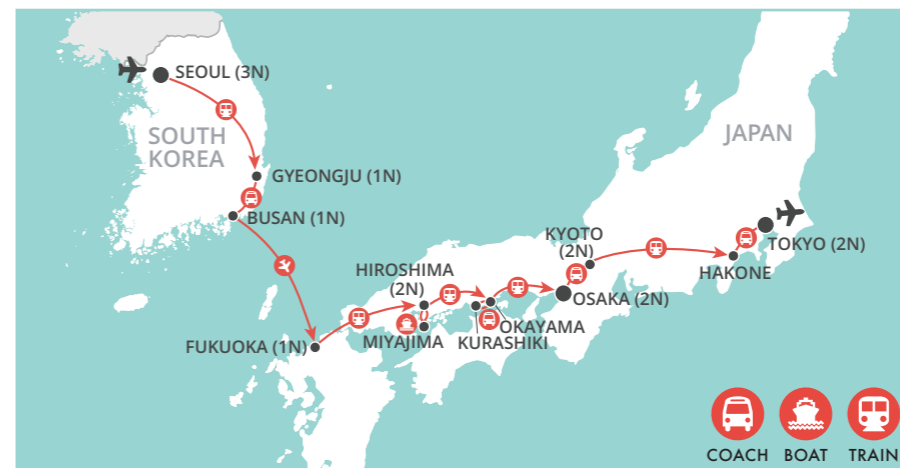 SEOUL (3N)
SOUTH
KOREA
JAPAN
GYEONGJU (1N)
BUSAN (1N)
KYOTO
(2N)
TOKYO (2N)
HIROSHIMA
(2N)
HAKONE
OSAKA (2N)
OKAYAMA
MIYAJIMA
KURASHIKI
FUKUOKA (1N)
COACH
BOAT
TRAIN